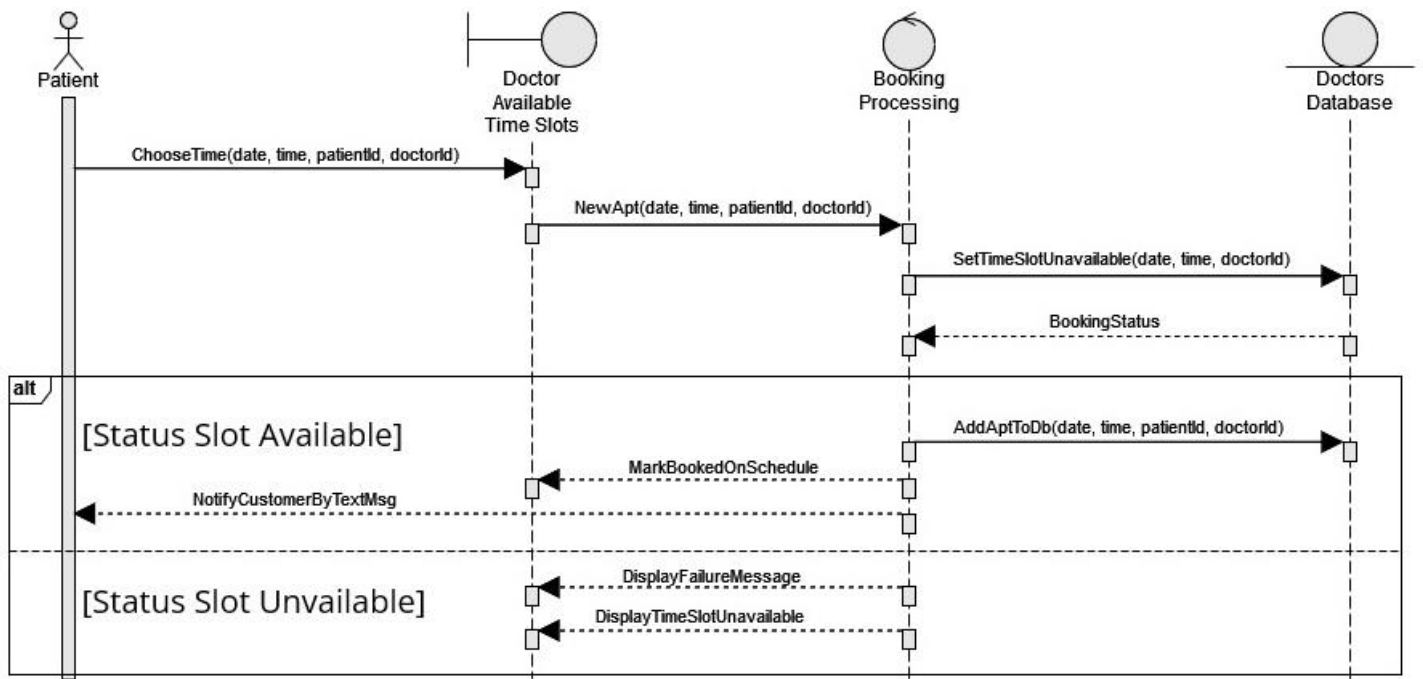 Patient
Doctor
Available
Time Slots
Booking
Processing
Doctors
Database
ChooseTime(date, time, patientId, doctorId)
NewApt(date, time, patientId, doctorId)
SetTimeSlotUnavailable(date, time, doctorId)
BookingStatus
alt
[Status Slot Available]
AddAptToDb(date, time, patientId, doctorId)
MarkBookedOnSchedule
NotifyCustomerByTextMsg
[Status Slot Unvailable]
DisplayFailureMessage
DisplayTimeSlotUnavailable